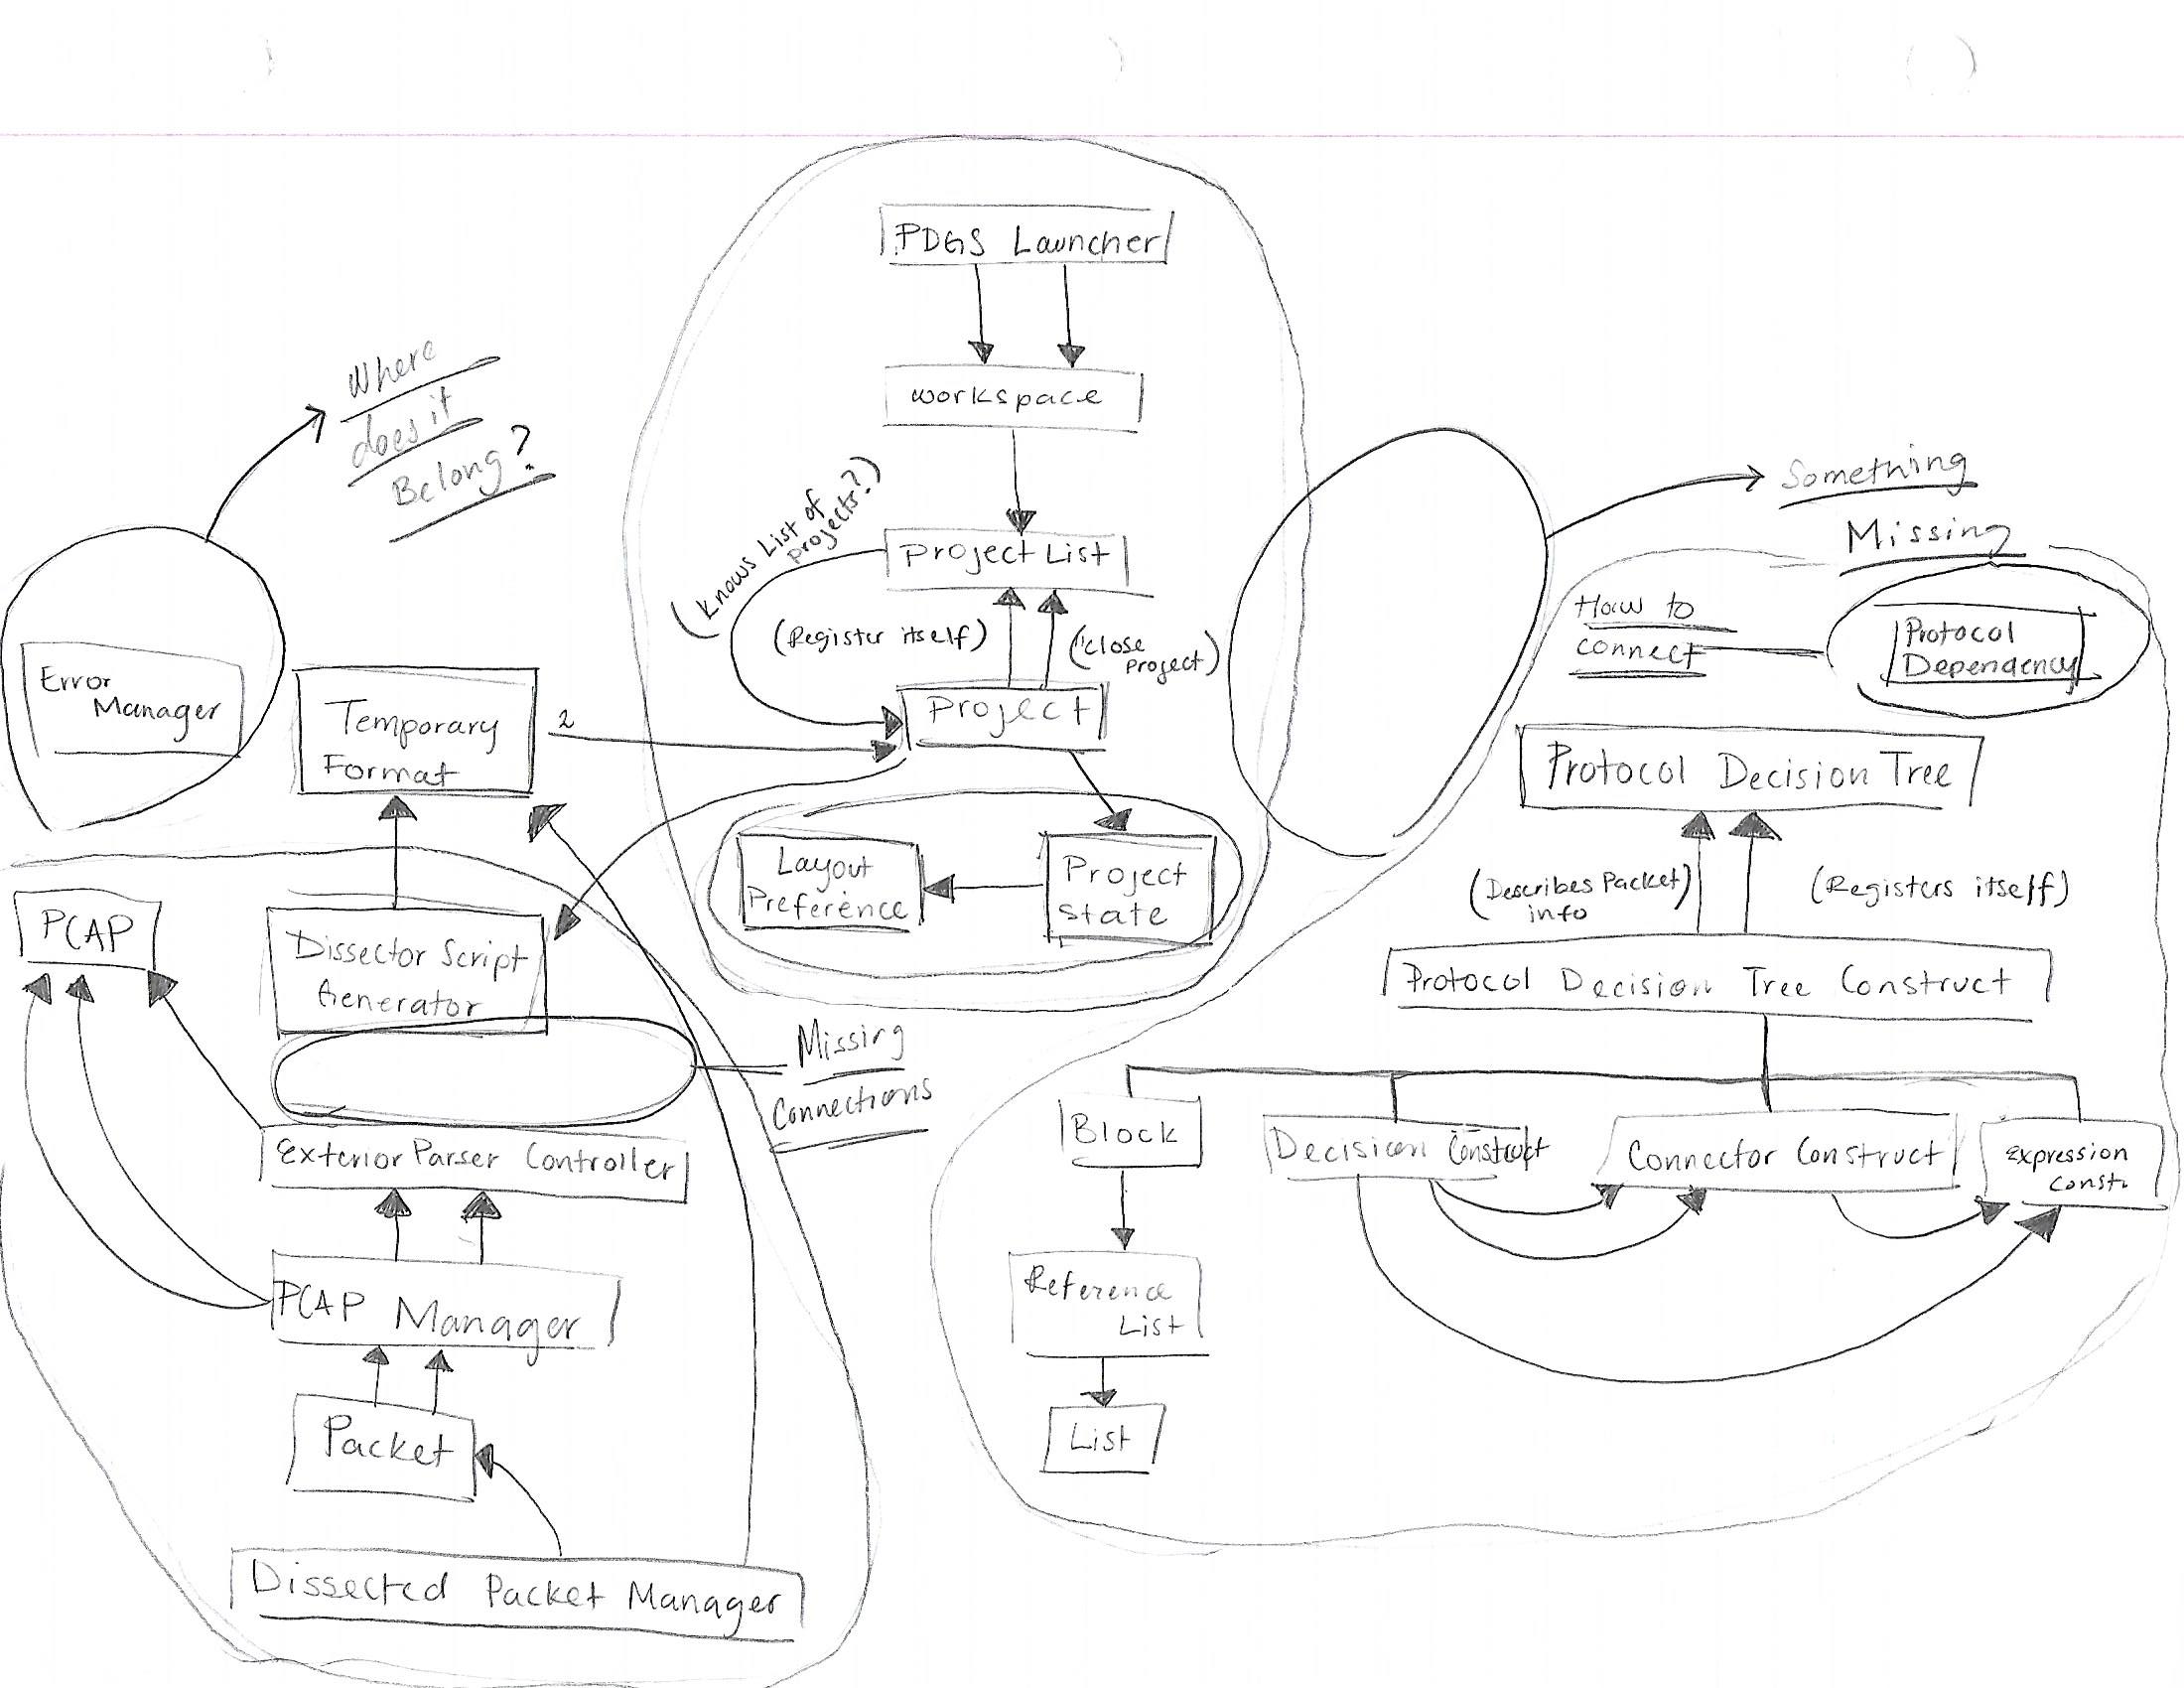 PDGS Launcher
workspace
Project List
(knows List of
projects?)
(Register itself)
(close
project)
Project
Layout
Preference
Project
State
Where
does it
Belong?
Error
Manager
Temporary
Format
2
PCAP
Dissector Script
Generator
Missing
Connections
Exterior Parser Controller
PCAP Manager
Packet
Dissected Packet Manager
Something
Missing
How to
connect
Protocol
Dependency
Protocol Decision Tree
(Describes Packet)
info
(Registers itself)
Protocol Decision Tree Construct
Block
Decision Construct
Connector Construct
Expression
Const.
Reference
List
List